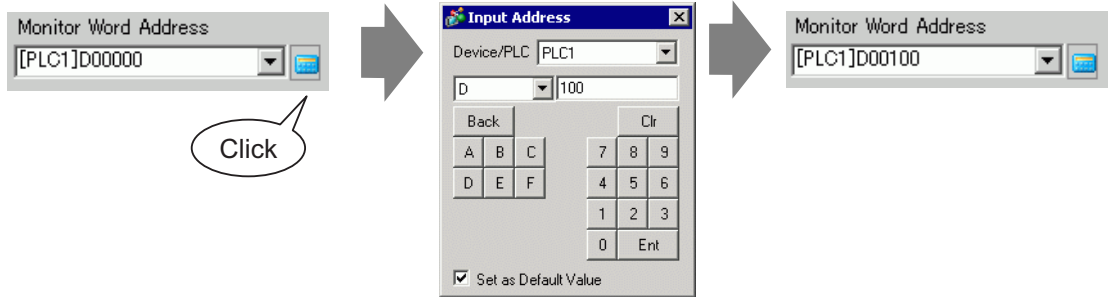 Monitor Word Address
[PLC1]D00000
Click
Input Address
Device/PLC PLC1
D 100
Back Clr
A B C 7 8 9
D E F 4 5 6
1 2 3
0 Ent
Set as Default Value
Monitor Word Address
[PLC1]D00100